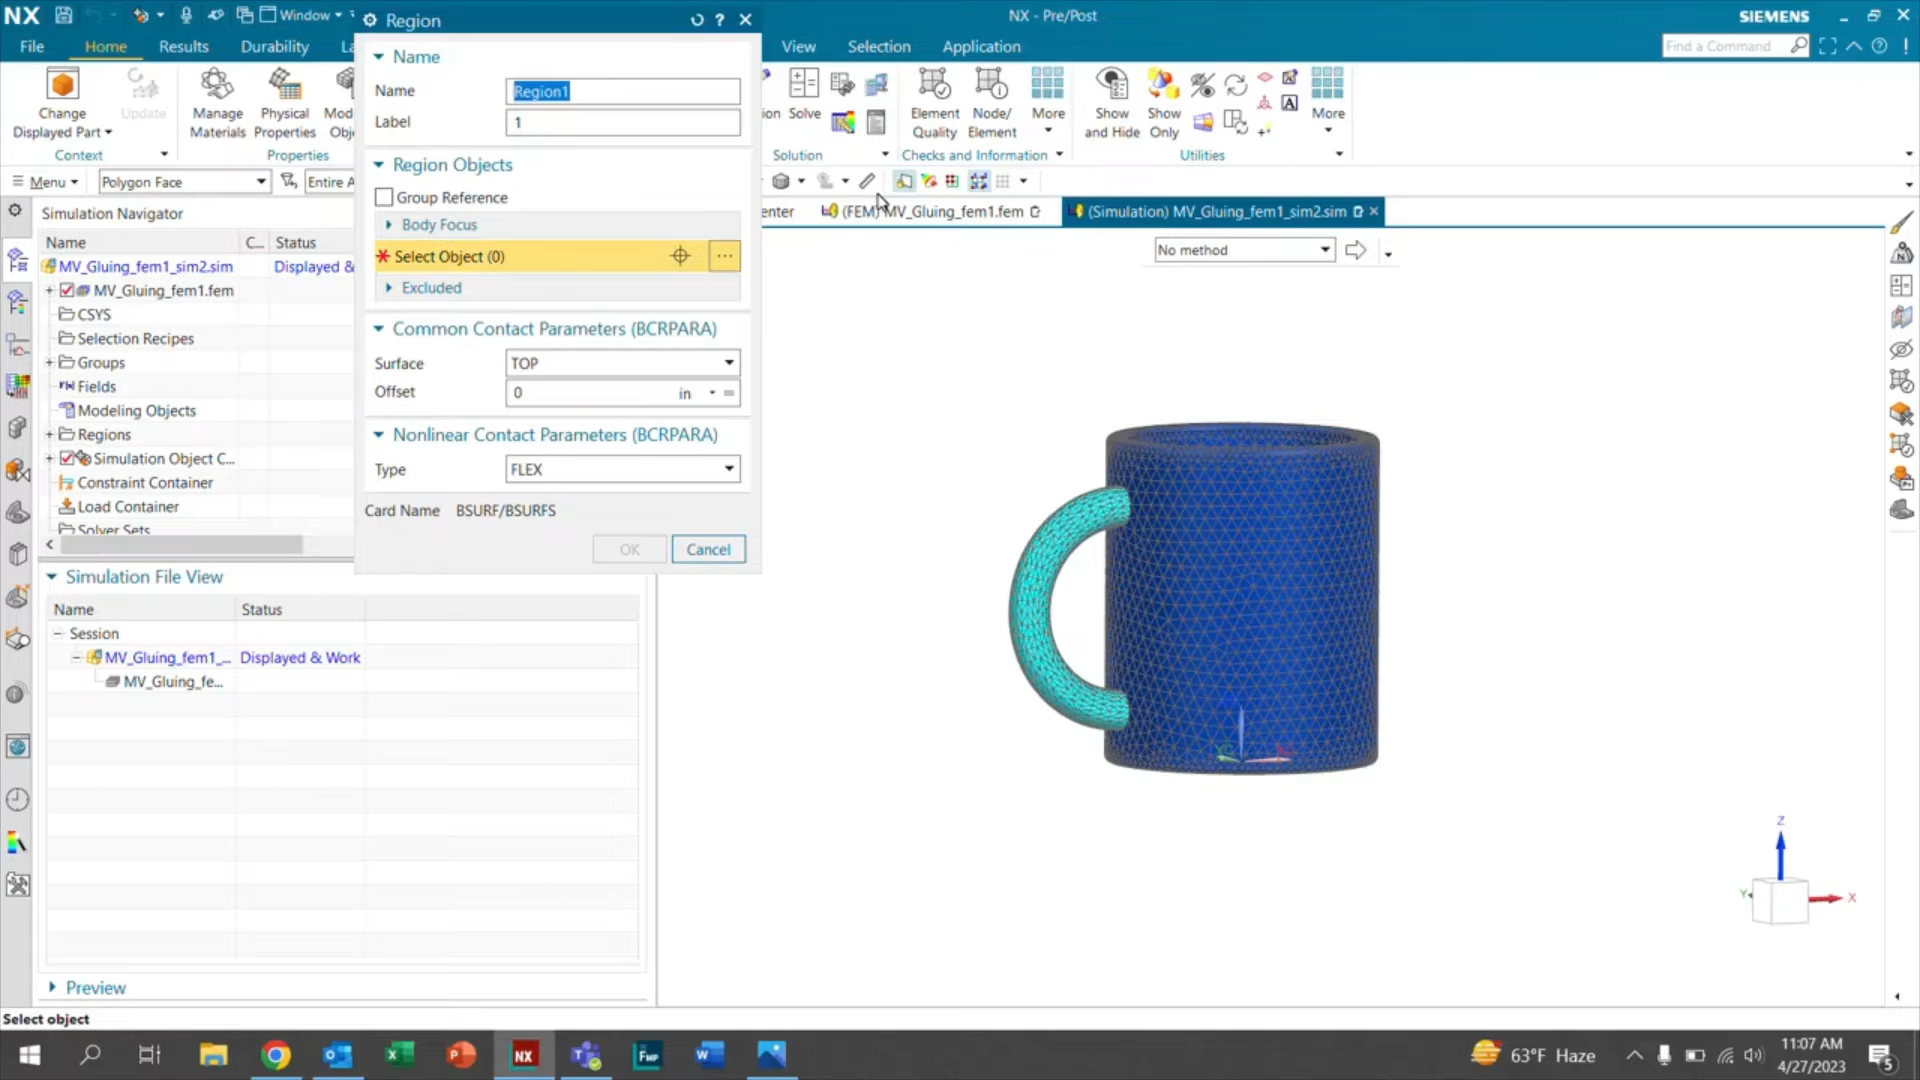 NX
Window
NX - Pre/Post
SIEMENS
File
Home
Results
Durability
View
Selection
Application
Find a Command
Change
Displayed Part
Update
Manage
Materials
Physical
Properties
Solve
Element
Quality
Node/
Element
More
Show
and Hide
Show
Only
More
Context
Properties
Solution
Checks and Information
Utilities
Menu
Polygon Face
(FEM) MV_Gluing_fem1.fem
(Simulation) MV_Gluing_fem1_sim2.sim
No method
Region
Name
Name
Region1
Label
1
Region Objects
Group Reference
Body Focus
Select Object (0)
Excluded
Common Contact Parameters (BCRPARA)
Surface
TOP
Offset
0
in
Nonlinear Contact Parameters (BCRPARA)
Type
FLEX
Card Name
BSURF/BSURFS
OK
Cancel
Simulation Navigator
Name
C...
Status
MV_Gluing_fem1_sim2.sim
Displayed &
MV_Gluing_fem1.fem
CSYS
Selection Recipes
Groups
Fields
Modeling Objects
Regions
Simulation Object C...
Constraint Container
Load Container
Solver Sets
Simulation File View
Name
Status
Session
MV_Gluing_fem1_...
Displayed & Work
MV_Gluing_fe...
Preview
Z
Y
X
Select object
63°F Haze
11:07 AM
4/27/2023
5